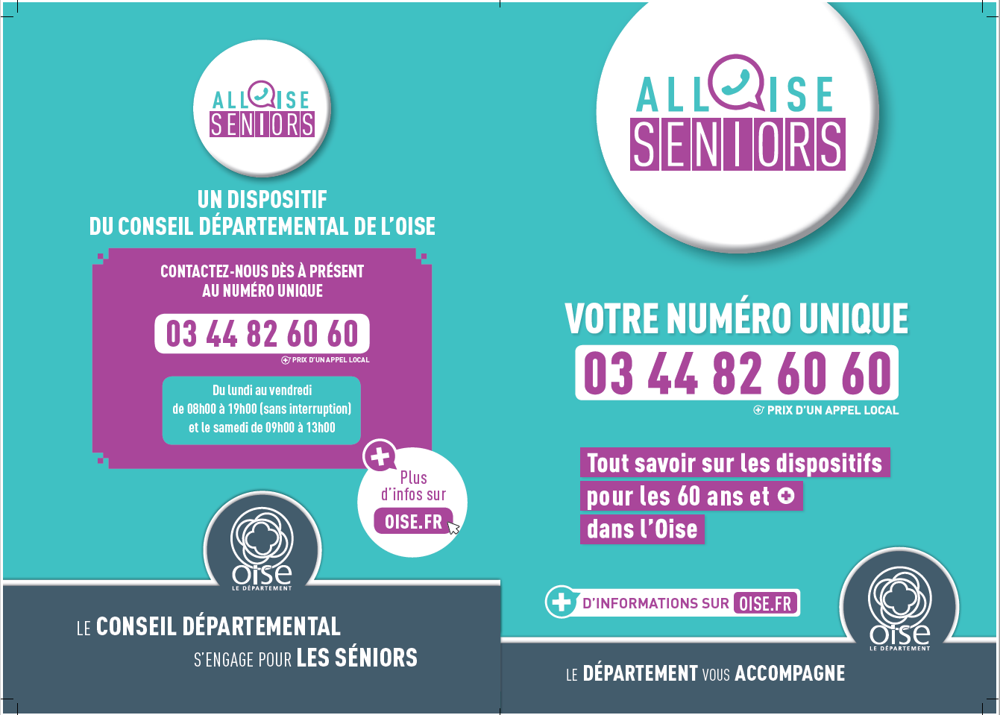 ALLOISE
SENIORS
UN DISPOSITIF
DU CONSEIL DÉPARTEMENTAL DE L'OISE
CONTACTEZ-NOUS DÈS À PRÉSENT
AU NUMÉRO UNIQUE
03 44 82 60 60
PRIX D'UN APPEL LOCAL
Du lundi au vendredi
de 08h00 à 19h00 (sans interruption)
et le samedi de 09h00 à 13h00
+ Plus
d'infos sur
OISE.FR
oise
LE DÉPARTEMENT
LE CONSEIL DÉPARTEMENTAL
S'ENGAGE POUR LES SÉNIORS
ALLOISE
SENIORS
VOTRE NUMÉRO UNIQUE
03 44 82 60 60
+ PRIX D'UN APPEL LOCAL
Tout savoir sur les dispositifs
pour les 60 ans et +
dans l'Oise
+ D'INFORMATIONS SUR OISE.FR
oise
LE DÉPARTEMENT
LE DÉPARTEMENT VOUS ACCOMPAGNE